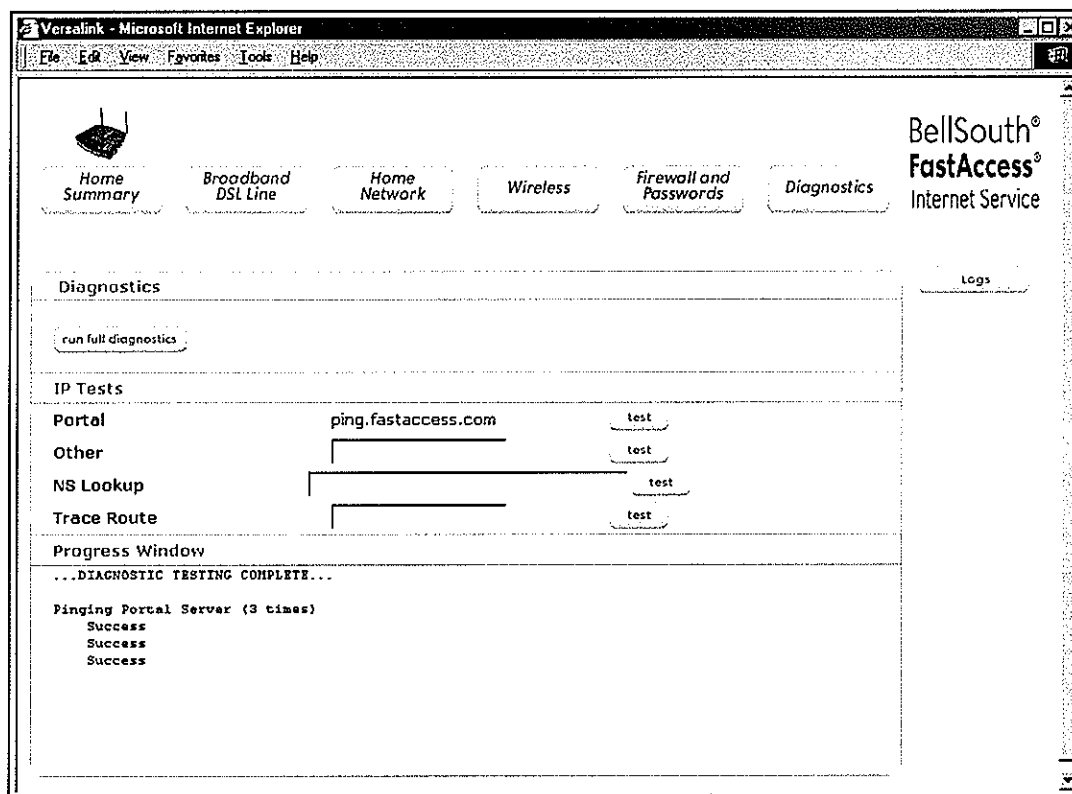 Versalink - Microsoft Internet Explorer
File Edit View Favorites Tools Help
BellSouth®
FastAccess®
Internet Service
Home Summary
Broadband DSL Line
Home Network
Wireless
Firewall and Passwords
Diagnostics
Logs
Diagnostics
run full diagnostics
IP Tests
Portal ping.fastaccess.com test
Other test
NS Lookup test
Trace Route test
Progress Window
...DIAGNOSTIC TESTING COMPLETE...
Pinging Portal Server (3 times)
Success
Success
Success